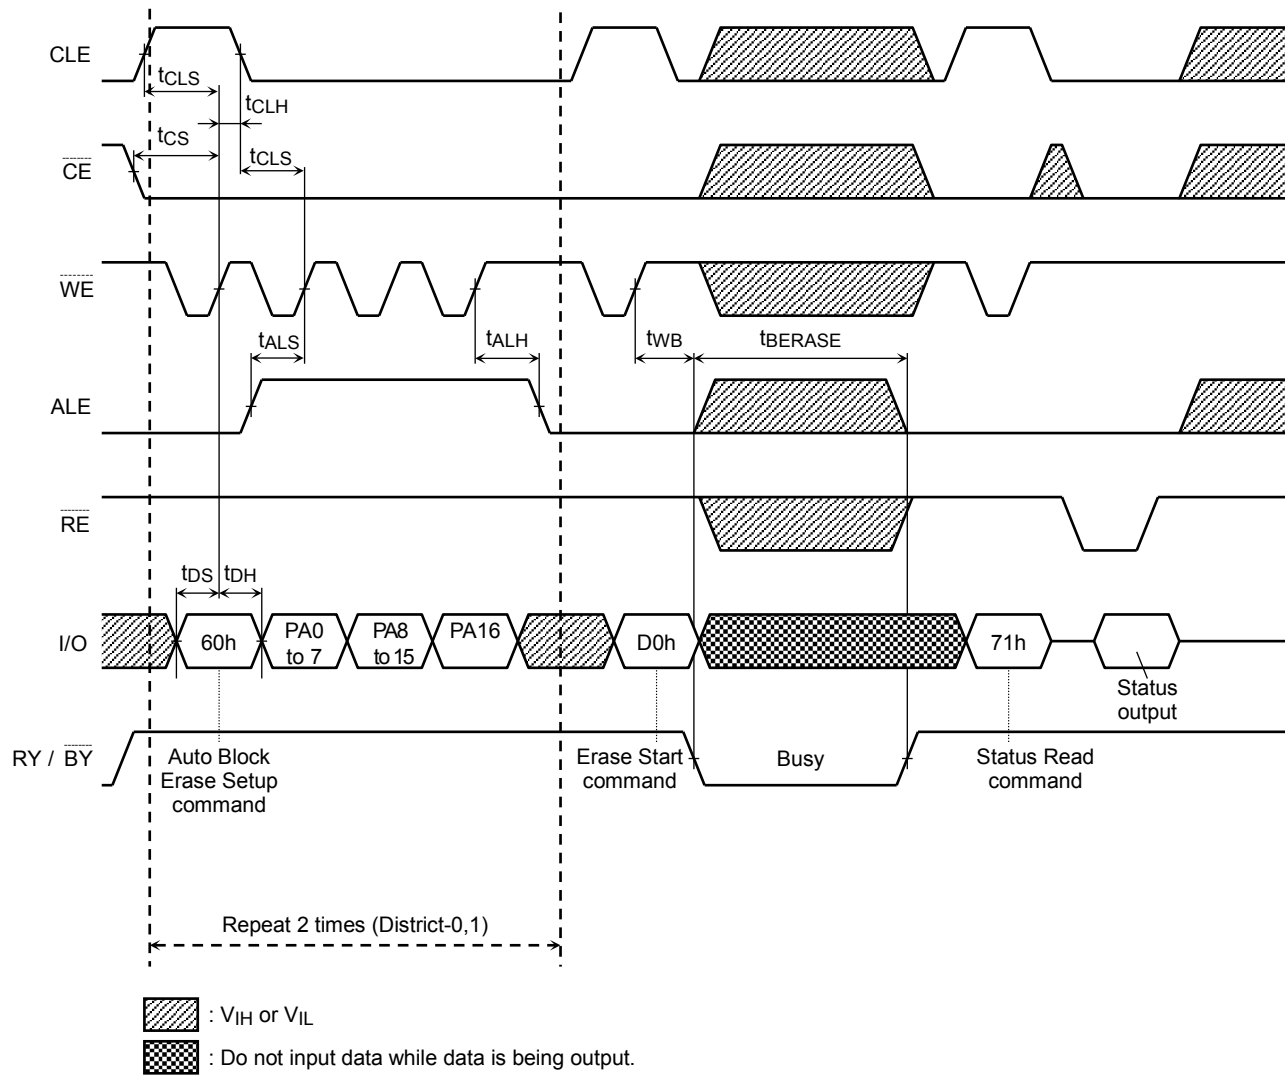 CLE
tCLS
tCLH
tCS
tCLS
CE
WE
tALS
tALH
tWB
tBERASE
ALE
RE
tDS
tDH
I/O
60h
PA0
to 7
PA8
to 15
PA16
D0h
71h
Status
output
RY / BY
Auto Block
Erase Setup
command
Erase Start
command
Busy
Status Read
command
Repeat 2 times (District-0,1)
: VIH or VIL
: Do not input data while data is being output.